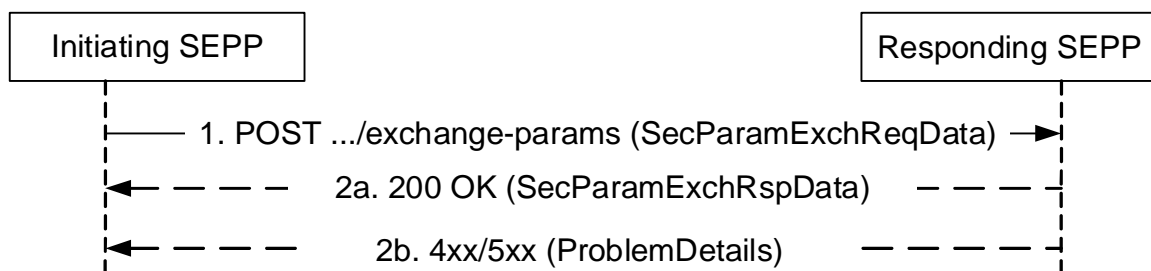 Initiating SEPP
Responding SEPP
1. POST .../exchange-params (SecParamExchReqData)
2a. 200 OK (SecParamExchRspData)
2b. 4xx/5xx (ProblemDetails)